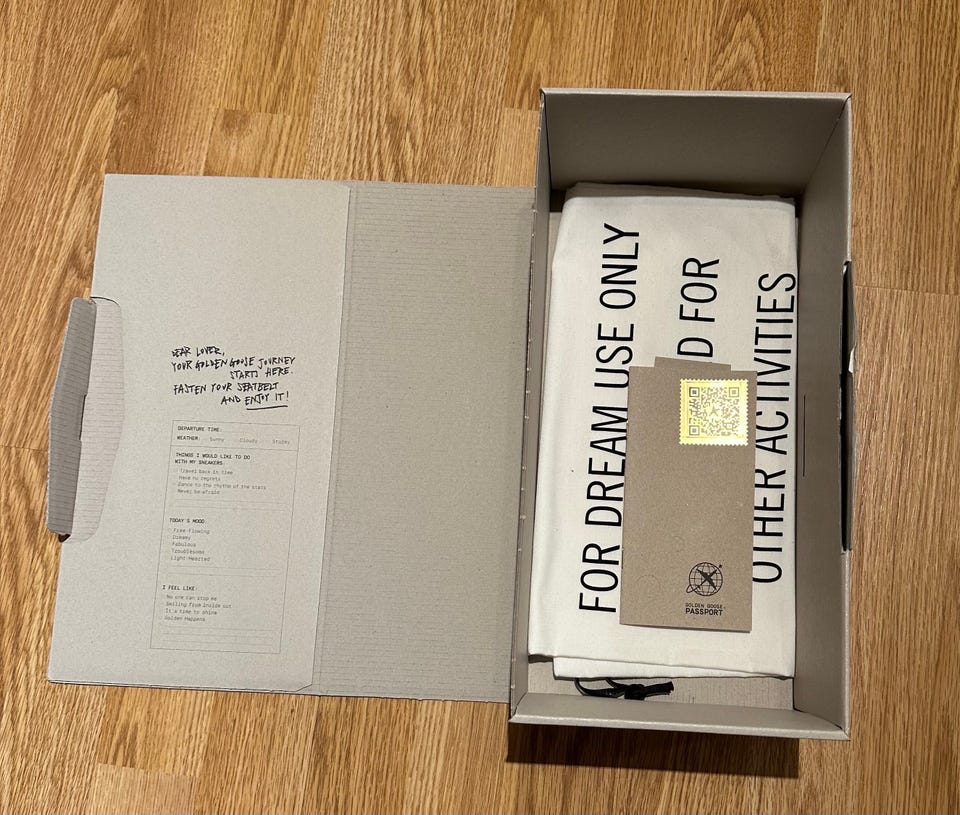 DEAR LOVER,
YOUR GOLDEN GOOSE JOURNEY
STARTS HERE.
FASTEN YOUR SEATBELT
AND ENJOY IT!
DEPARTURE TIME:
WEATHER: Sunny Cloudy Stormy
THINGS I WOULD LIKE TO DO
WITH MY SNEAKERS:
Travel back in time
Have no regrets
Dance to the rhythm of the stars
Never be afraid
TODAY'S MOOD:
Free-flowing
Dreamy
Fabulous
Troublesome
Light-Hearted
I FEEL LIKE:
No one can stop me
Smiling from inside out
It's time to shine
Golden Happens
FOR DREAM USE ONLY
D FOR
OTHER ACTIVITIES
GOLDEN GOOSE
PASSPORT